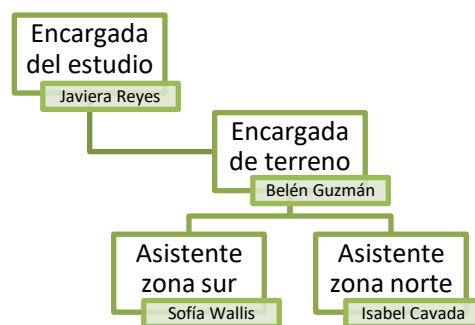 Encargada
del estudio
Javiera Reyes
Encargada
de terreno
Belén Guzmán
Asistente
zona sur
Sofía Wallis
Asistente
zona norte
Isabel Cavada